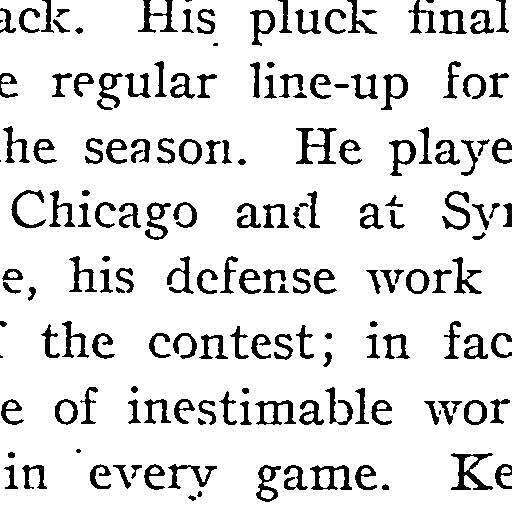 ack. His pluck final
e regular line-up for
he season. He playe
Chicago and at Syr
e, his defense work
f the contest; in fac
e of inestimable wor
in every game. Ke